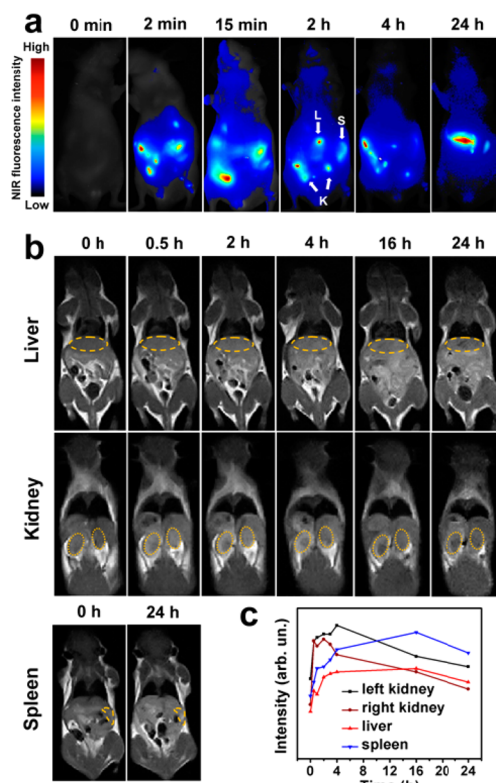 a
0 min 2 min 15 min 2 h 4 h 24 h
High
NIR fluorescence intensity
Low
L
S
K
b
0 h 0.5 h 2 h 4 h 16 h 24 h
Liver
Kidney
0 h 24 h
Spleen
c
Intensity (arb. un.)
left kidney
right kidney
liver
spleen
0 4 8 12 16 20 24